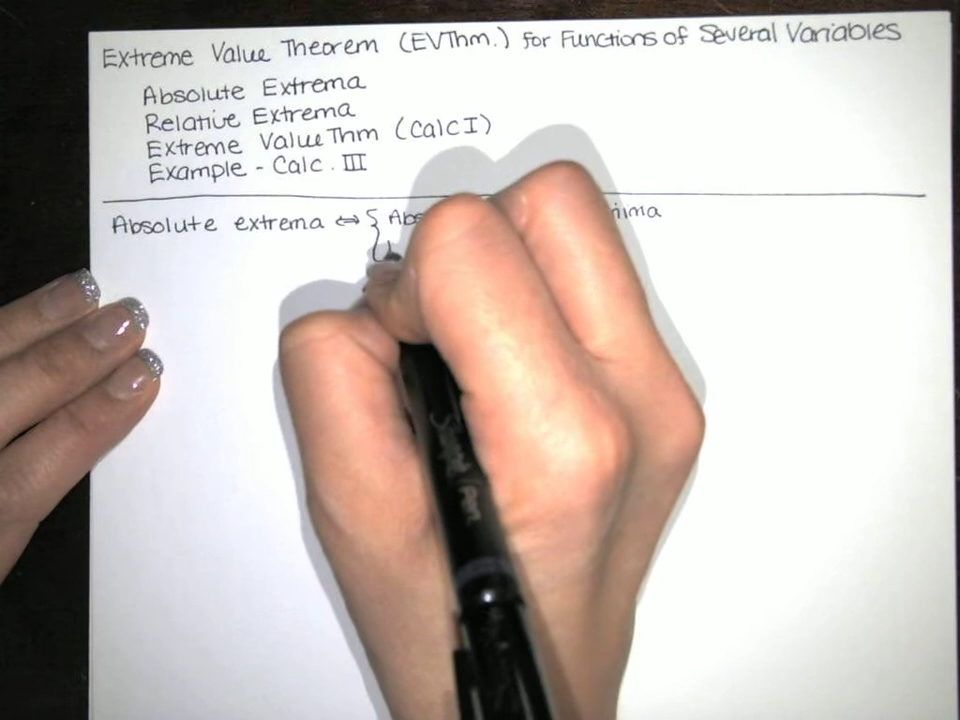 Extreme Value Theorem (EVThm.) for Functions of Several Variables
Absolute Extrema
Relative Extrema
Extreme Value Thm (Calc I)
Example - Calc. III
Absolute extrema ⇔ {